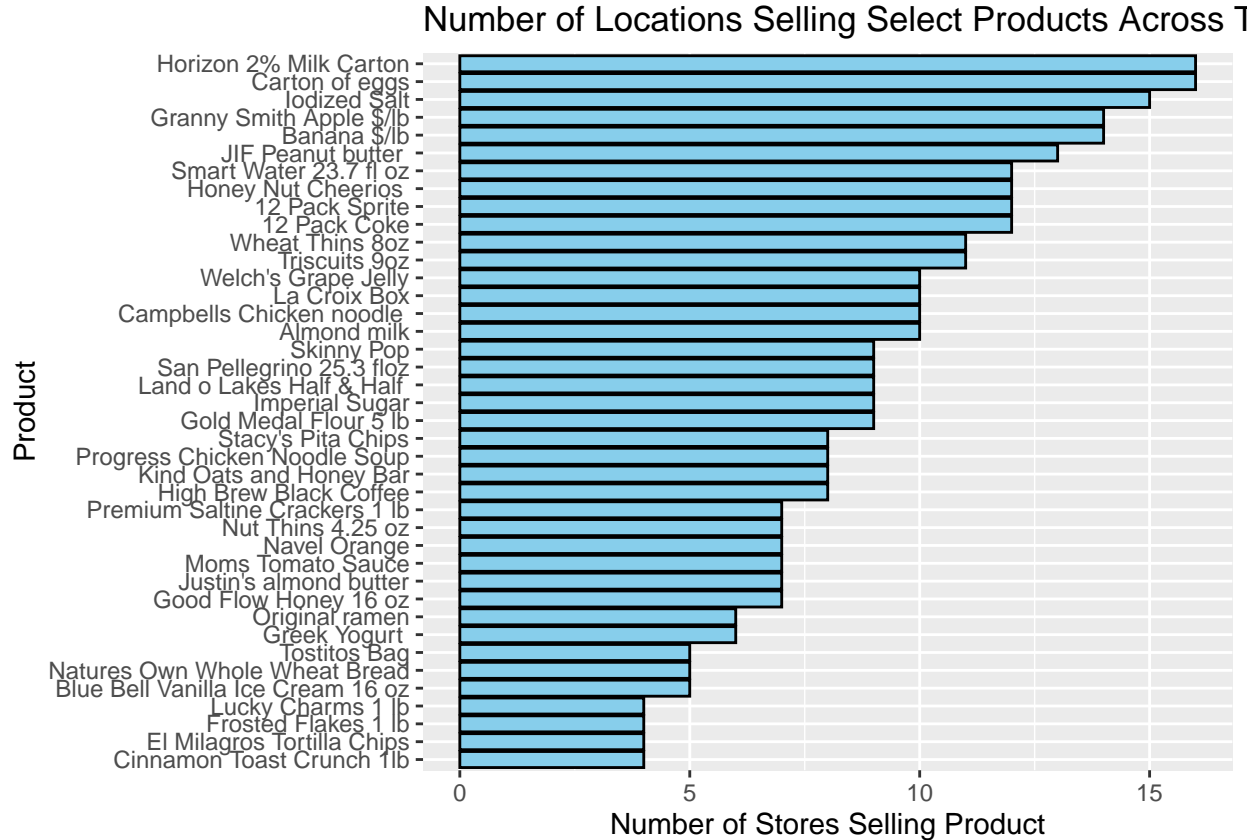 Number of Locations Selling Select Products Across T
Horizon 2% Milk Carton
Carton of eggs
Iodized Salt
Granny Smith Apple $/lb
Banana $/lb
JIF Peanut butter
Smart Water 23.7 fl oz
Honey Nut Cheerios
12 Pack Sprite
12 Pack Coke
Wheat Thins 8oz
Triscuits 9oz
Welch's Grape Jelly
La Croix Box
Campbells Chicken noodle
Almond milk
Skinny Pop
San Pellegrino 25.3 floz
Land o Lakes Half & Half
Imperial Sugar
Gold Medal Flour 5 lb
Stacy's Pita Chips
Progress Chicken Noodle Soup
Kind Oats and Honey Bar
High Brew Black Coffee
Premium Saltine Crackers 1 lb
Nut Thins 4.25 oz
Navel Orange
Moms Tomato Sauce
Justin's almond butter
Good Flow Honey 16 oz
Original ramen
Greek Yogurt
Tostitos Bag
Natures Own Whole Wheat Bread
Blue Bell Vanilla Ice Cream 16 oz
Lucky Charms 1 lb
Frosted Flakes 1 lb
El Milagros Tortilla Chips
Cinnamon Toast Crunch 1lb
Product
0 5 10 15
Number of Stores Selling Product